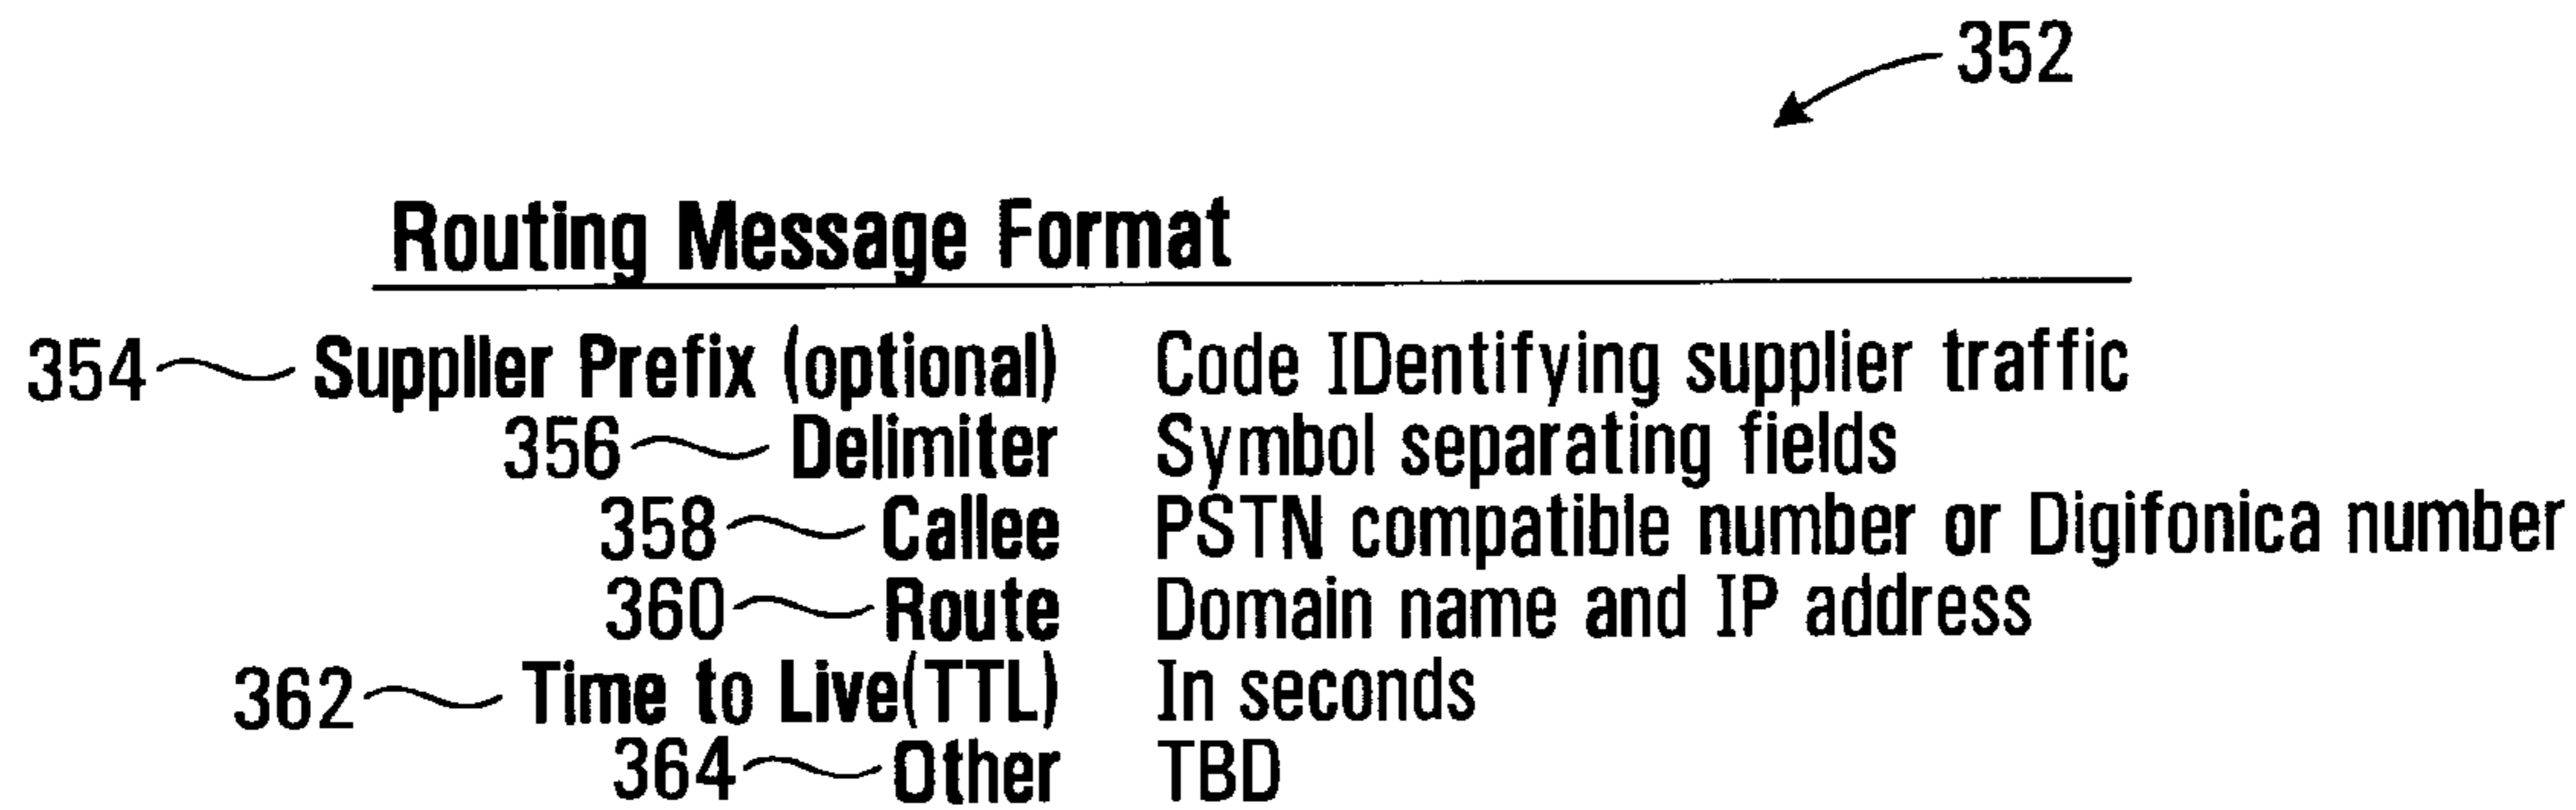 352
Routing Message Format
354 Suppller Prefix (optional) Code IDentifying supplier traffic
356 Delimiter Symbol separating fields
358 Callee PSTN compatible number or Digifonica number
360 Route Domain name and IP address
362 Time to Live(TTL) In seconds
364 Other TBD